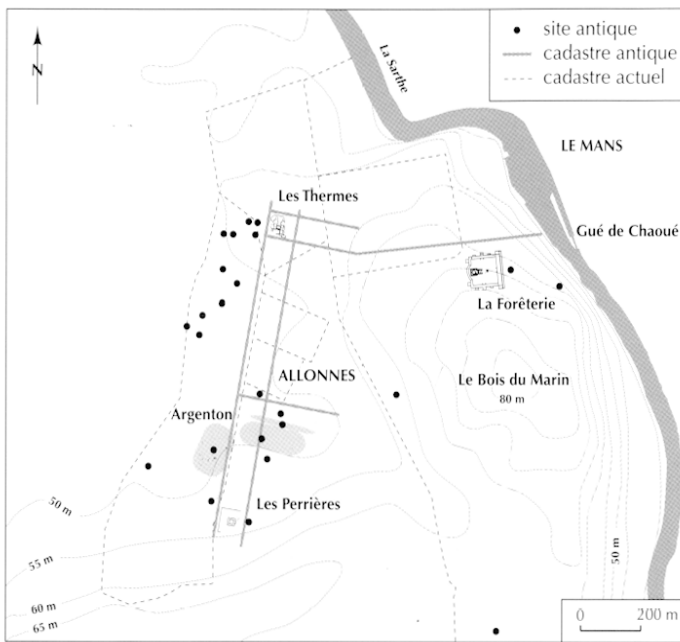 N
site antique
cadastre antique
cadastre actuel
La Sarthe
LE MANS
Les Thermes
Gué de Chaoué
La Forêterie
ALLONNES
Le Bois du Marin
80 m
Argenton
Les Perrières
50 m
55 m
60 m
65 m
50 m
0 200 m